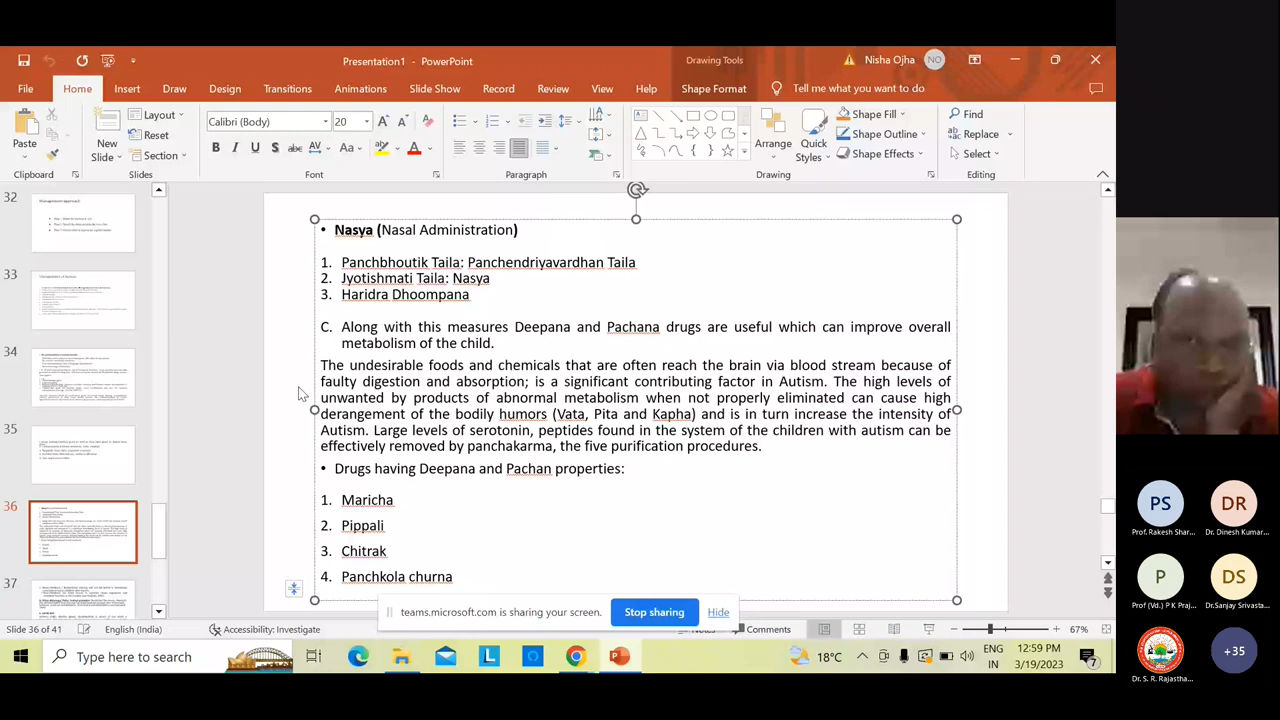 Presentation1 - PowerPoint
Drawing Tools
Nisha Ojha
NO
File Home Insert Draw Design Transitions Animations Slide Show Record Review View Help Shape Format Tell me what you want to do
Paste
Clipboard
New
Slide
Layout
Reset
Section
Slides
Calibri (Body)
20
Font
Paragraph
Arrange
Quick
Styles
Shape Fill
Shape Outline
Shape Effects
Drawing
Find
Replace
Select
Editing
32
33
34
35
36
37
• Nasya (Nasal Administration)
1. Panchbhoutik Taila: Panchendriyavardhan Taila
2. Jyotishmati Taila: Nasya
3. Haridra Dhoompana
C. Along with this measures Deepana and Pachana drugs are useful which can improve overall
metabolism of the child.
The undesirable foods and chemicals that are often reach the brain via blood stream because of
faulty digestion and absorption, is a significant contributing factor in Autism. The high levels of
unwanted by products of abnormal metabolism when not properly eliminated can cause high
derangement of the bodily humors (Vata, Pita and Kapha) and is in turn increase the intensity of
Autism. Large levels of serotonin, peptides found in the system of the children with autism can be
effectively removed by panchakarma, the five purification procedures.
• Drugs having Deepana and Pachan properties:
1. Maricha
2. Pippali
3. Chitrak
4. Panchkola churna
teams.microsoft.com is sharing your screen.
Stop sharing
Hide
Slide 36 of 41
English (India)
Accessibility: Investigate
Notes
Comments
67%
Type here to search
18°C
ENG
IN
12:59 PM
3/19/2023
7
PS
Prof. Rakesh Shar...
DR
Dr. Dinesh Kumar...
P
Prof (Vd.) P K Praj...
DS
Dr.Sanjay Srivasta...
Dr. S. R. Rajastha...
+35